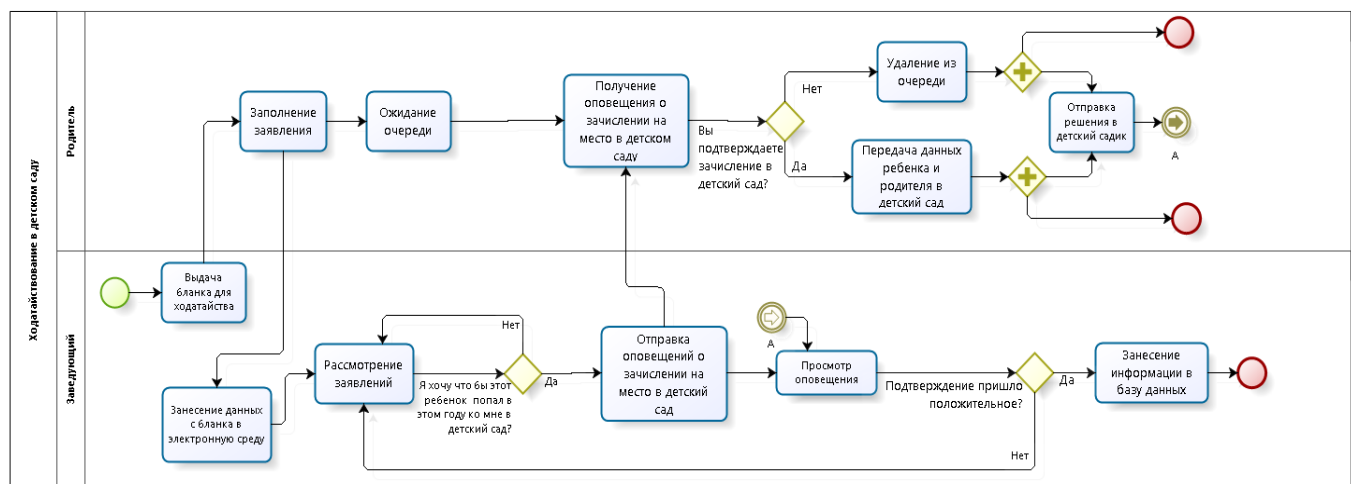 Ходатайствование в детском саду
Родитель
Заполнение
заявления
Ожидание
очереди
Получение
оповещения о
зачислении на
место в детском
саду
Вы
подтверждаете
зачисление в
детский сад?
Нет
Да
Удаление из
очереди
Передача данных
ребенка и
родителя в
детский сад
Отправка
решения в
детский садик
А
Заведующий
Выдача
бланка для
ходатайства
Занесение данных
с бланка в
электронную среду
Рассмотрение
заявлений
Нет
Да
Я хочу что бы этот
ребенок попал в
этом году ко мне в
детский сад?
Отправка
оповещений о
зачислении на
место в детский
сад
А
Просмотр
оповещения
Подтверждение пришло
положительное?
Да
Нет
Занесение
информации в
базу данных